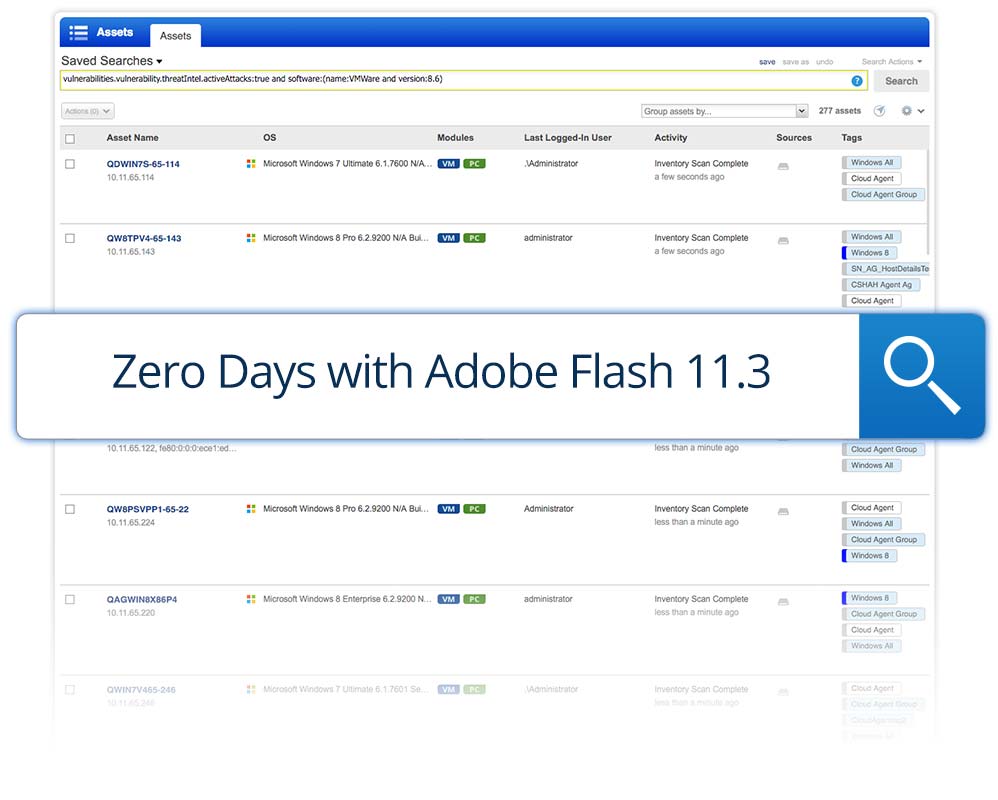 Assets
Assets
Saved Searches
save save as undo Search Actions
vulnerabilities.vulnerability.threatIntel.activeAttacks:true and software:(name:VMWare and version:8.6)
?
Search
Actions (0)
Group assets by...
277 assets
Asset Name OS Modules Last Logged-In User Activity Sources Tags
QDWIN7S-65-114 Microsoft Windows 7 Ultimate 6.1.7600 N/A... VM PC .\Administrator Inventory Scan Complete Windows All
10.11.65.114 a few seconds ago Cloud Agent
Cloud Agent Group
QW8TPV4-65-143 Microsoft Windows 8 Pro 6.2.9200 N/A Bui... VM PC administrator Inventory Scan Complete Windows All
10.11.65.143 a few seconds ago Windows 8
SN_AG_HostDetailsTe
CSHAH Agent Ag
Cloud Agent
Zero Days with Adobe Flash 11.3
10.11.65.122, fe80:0:0:0:ece1:ed... less than a minute ago Cloud Agent Group
Windows All
QW8PSVPP1-65-22 Microsoft Windows 8 Pro 6.2.9200 N/A Bui... VM PC Administrator Inventory Scan Complete Cloud Agent
10.11.65.224 less than a minute ago Windows All
Cloud Agent Group
Windows 8
QAGWIN8X86P4 Microsoft Windows 8 Enterprise 6.2.9200 N... VM PC administrator Inventory Scan Complete Windows 8
10.11.65.220 less than a minute ago Cloud Agent Group
Cloud Agent
Windows All
QWIN7V465-246 Microsoft Windows 7 Ultimate 6.1.7601 Se... VM PC .\Administrator Inventory Scan Complete Cloud Agent
10.11.65.246 less than a minute ago Cloud Agent Group